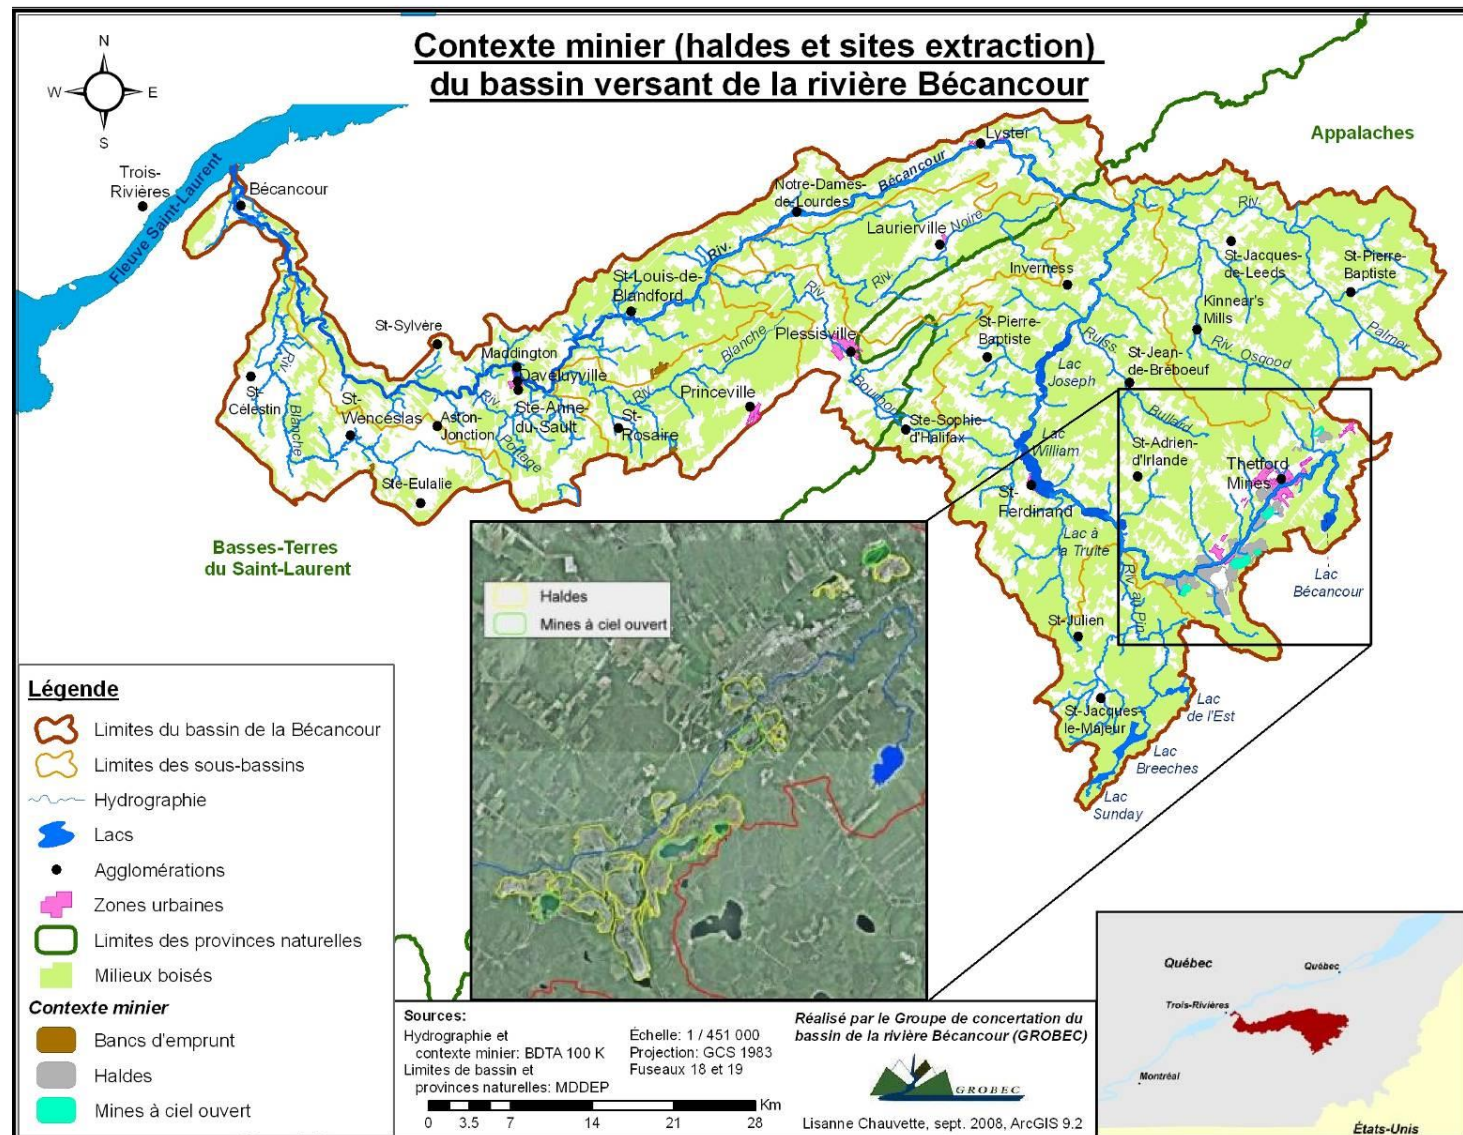 Contexte minier (haldes et sites extraction)
du bassin versant de la rivière Bécancour
N
W
E
S
Appalaches
Trois-
Rivières
Fleuve Saint-Laurent
Bécancour
Lyster
Notre-Dames-
de-Lourdes
Riv.
Bécancour
Laurierville
Riv.
Noire
Inverness
Riv.
St-Jacques-
de-Leeds
St-Pierre-
Baptiste
Kinnear's
Mills
Palmer
Riv. Osgood
St-Louis-de-
Blandford
St-Sylvère
Maddington
Daveluyville
Riv.
Blanche
Riv.
Plessisville
St-Pierre-
Baptiste
Lac
Joseph
Ruiss.
Bullard
St-Jean-
de-Bréboeuf
St-
Célestin
Riv.
Blanche
St-
Wencéslas
Aston-
Jonction
Riv.
Portage
Ste-Anne-
du-Sault
St-
Rosaire
Princeville
Bourbon
Ste-Sophie-
d'Halifax
Lac
William
St-Adrien-
d'Irlande
Thetford
Mines
Ste-Eulalie
St-
Ferdinand
Lac à
la Truite
Riv. au Pin
Lac
Bécancour
Basses-Terres
du Saint-Laurent
St-Julien
St-Jacques-
le-Majeur
Lac
de l'Est
Lac
Breeches
Lac
Sunday
Haldes
Mines à ciel ouvert
Légende
Limites du bassin de la Bécancour
Limites des sous-bassins
Hydrographie
Lacs
Agglomérations
Zones urbaines
Limites des provinces naturelles
Milieux boisés
Contexte minier
Bancs d'emprunt
Haldes
Mines à ciel ouvert
Sources:
Hydrographie et
contexte minier: BDTA 100 K
Limites de bassin et
provinces naturelles: MDDEP
Échelle: 1 / 451 000
Projection: GCS 1983
Fuseaux 18 et 19
Km
0 3.5 7 14 21 28
Réalisé par le Groupe de concertation du
bassin de la rivière Bécancour (GROBEC)
GROBEC
Lisanne Chauvette, sept. 2008, ArcGIS 9.2
Québec
Québec
Trois-Rivières
Montréal
États-Unis